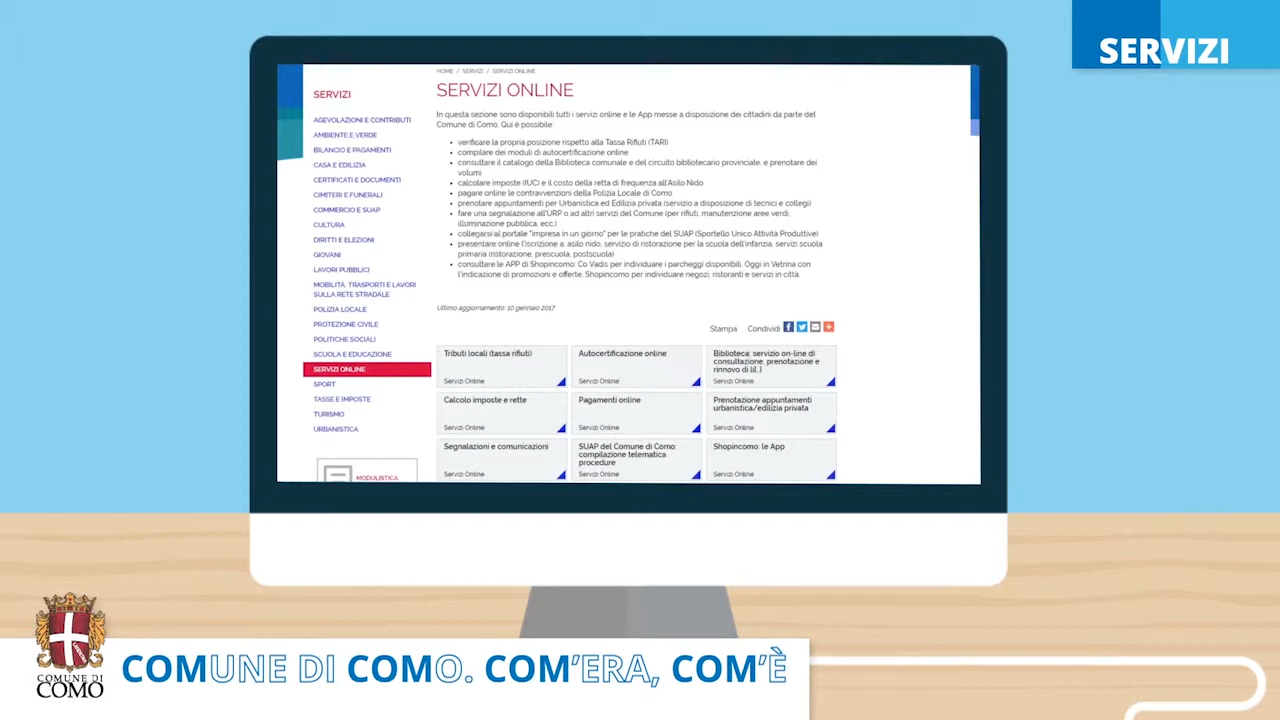 SERVIZI
HOME / SERVIZI / SERVIZI ONLINE
SERVIZI
SERVIZI ONLINE
In questa sezione sono disponibili tutti i servizi online e le App messe a disposizione dei cittadini da parte del
Comune di Como. Qui è possibile:
verificare la propria posizione rispetto alla Tassa Rifiuti (TARI)
compilare dei moduli di autocertificazione online
consultare il catalogo della Biblioteca comunale e del circuito bibliotecario provinciale, e prenotare dei
volumi
calcolare imposte (IUC) e il costo della retta di frequenza all'Asilo Nido
pagare online le contravvenzioni della Polizia Locale di Como
prenotare appuntamenti per Urbanistica ed Edilizia privata (servizio a disposizione di tecnici e collegi)
fare una segnalazione all'URP o ad altri servizi del Comune (per rifiuti, manutenzione aree verdi,
illuminazione pubblica, ecc.)
collegarsi al portale "impresa in un giorno" per le pratiche del SUAP (Sportello Unico Attività Produttive)
presentare online l'iscrizione a: asilo nido, servizio di ristorazione per la scuola dell'infanzia, servizi scuola
primaria (ristorazione, prescuola, postscuola)
consultare le APP di Shopincomo: Co Vadis per individuare i parcheggi disponibili, Oggi in Vetrina con
l'indicazione di promozioni e offerte, Shopincomo per individuare negozi, ristoranti e servizi in città.
Ultimo aggiornamento: 10 gennaio 2017
Stampa Condividi
AGEVOLAZIONI E CONTRIBUTI
AMBIENTE E VERDE
BILANCIO E PAGAMENTI
CASA E EDILIZIA
CERTIFICATI E DOCUMENTI
CIMITERI E FUNERALI
COMMERCIO E SUAP
CULTURA
DIRITTI E ELEZIONI
GIOVANI
LAVORI PUBBLICI
MOBILITÀ, TRASPORTI E LAVORI
SULLA RETE STRADALE
POLIZIA LOCALE
PROTEZIONE CIVILE
POLITICHE SOCIALI
SCUOLA E EDUCAZIONE
SERVIZI ONLINE
SPORT
TASSE E IMPOSTE
TURISMO
URBANISTICA
MODULISTICA
Tributi locali (tassa rifiuti)
Servizi Online
Autocertificazione online
Servizi Online
Biblioteca: servizio on-line di
consultazione, prenotazione e
rinnovo di li[..]
Servizi Online
Calcolo imposte e rette
Servizi Online
Pagamenti online
Servizi Online
Prenotazione appuntamenti
urbanistica/edilizia privata
Servizi Online
Segnalazioni e comunicazioni
Servizi Online
SUAP del Comune di Como:
compilazione telematica
procedure
Servizi Online
Shopincomo: le App
Servizi Online
COMUNE DI
COMO
COMUNE DI COMO. COM'ERA, COM'È